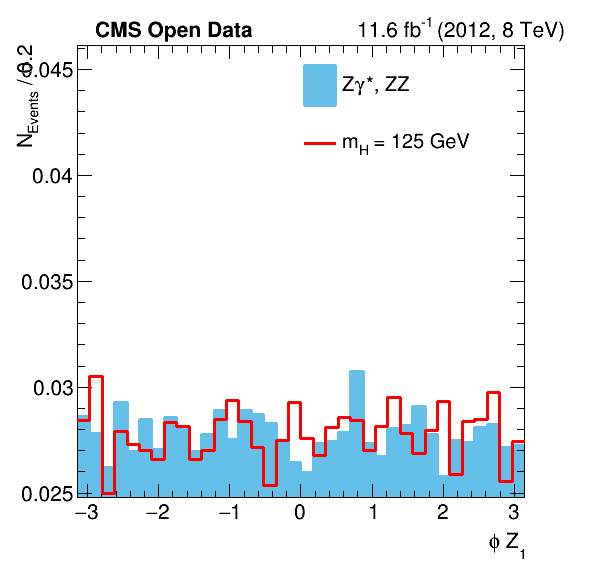 CMS Open Data
11.6 fb-1 (2012, 8 TeV)
NEvents / 0.2
Zγ*, ZZ
mH = 125 GeV
0.045
0.04
0.035
0.03
0.025
−3 −2 −1 0 1 2 3
ϕ Z1